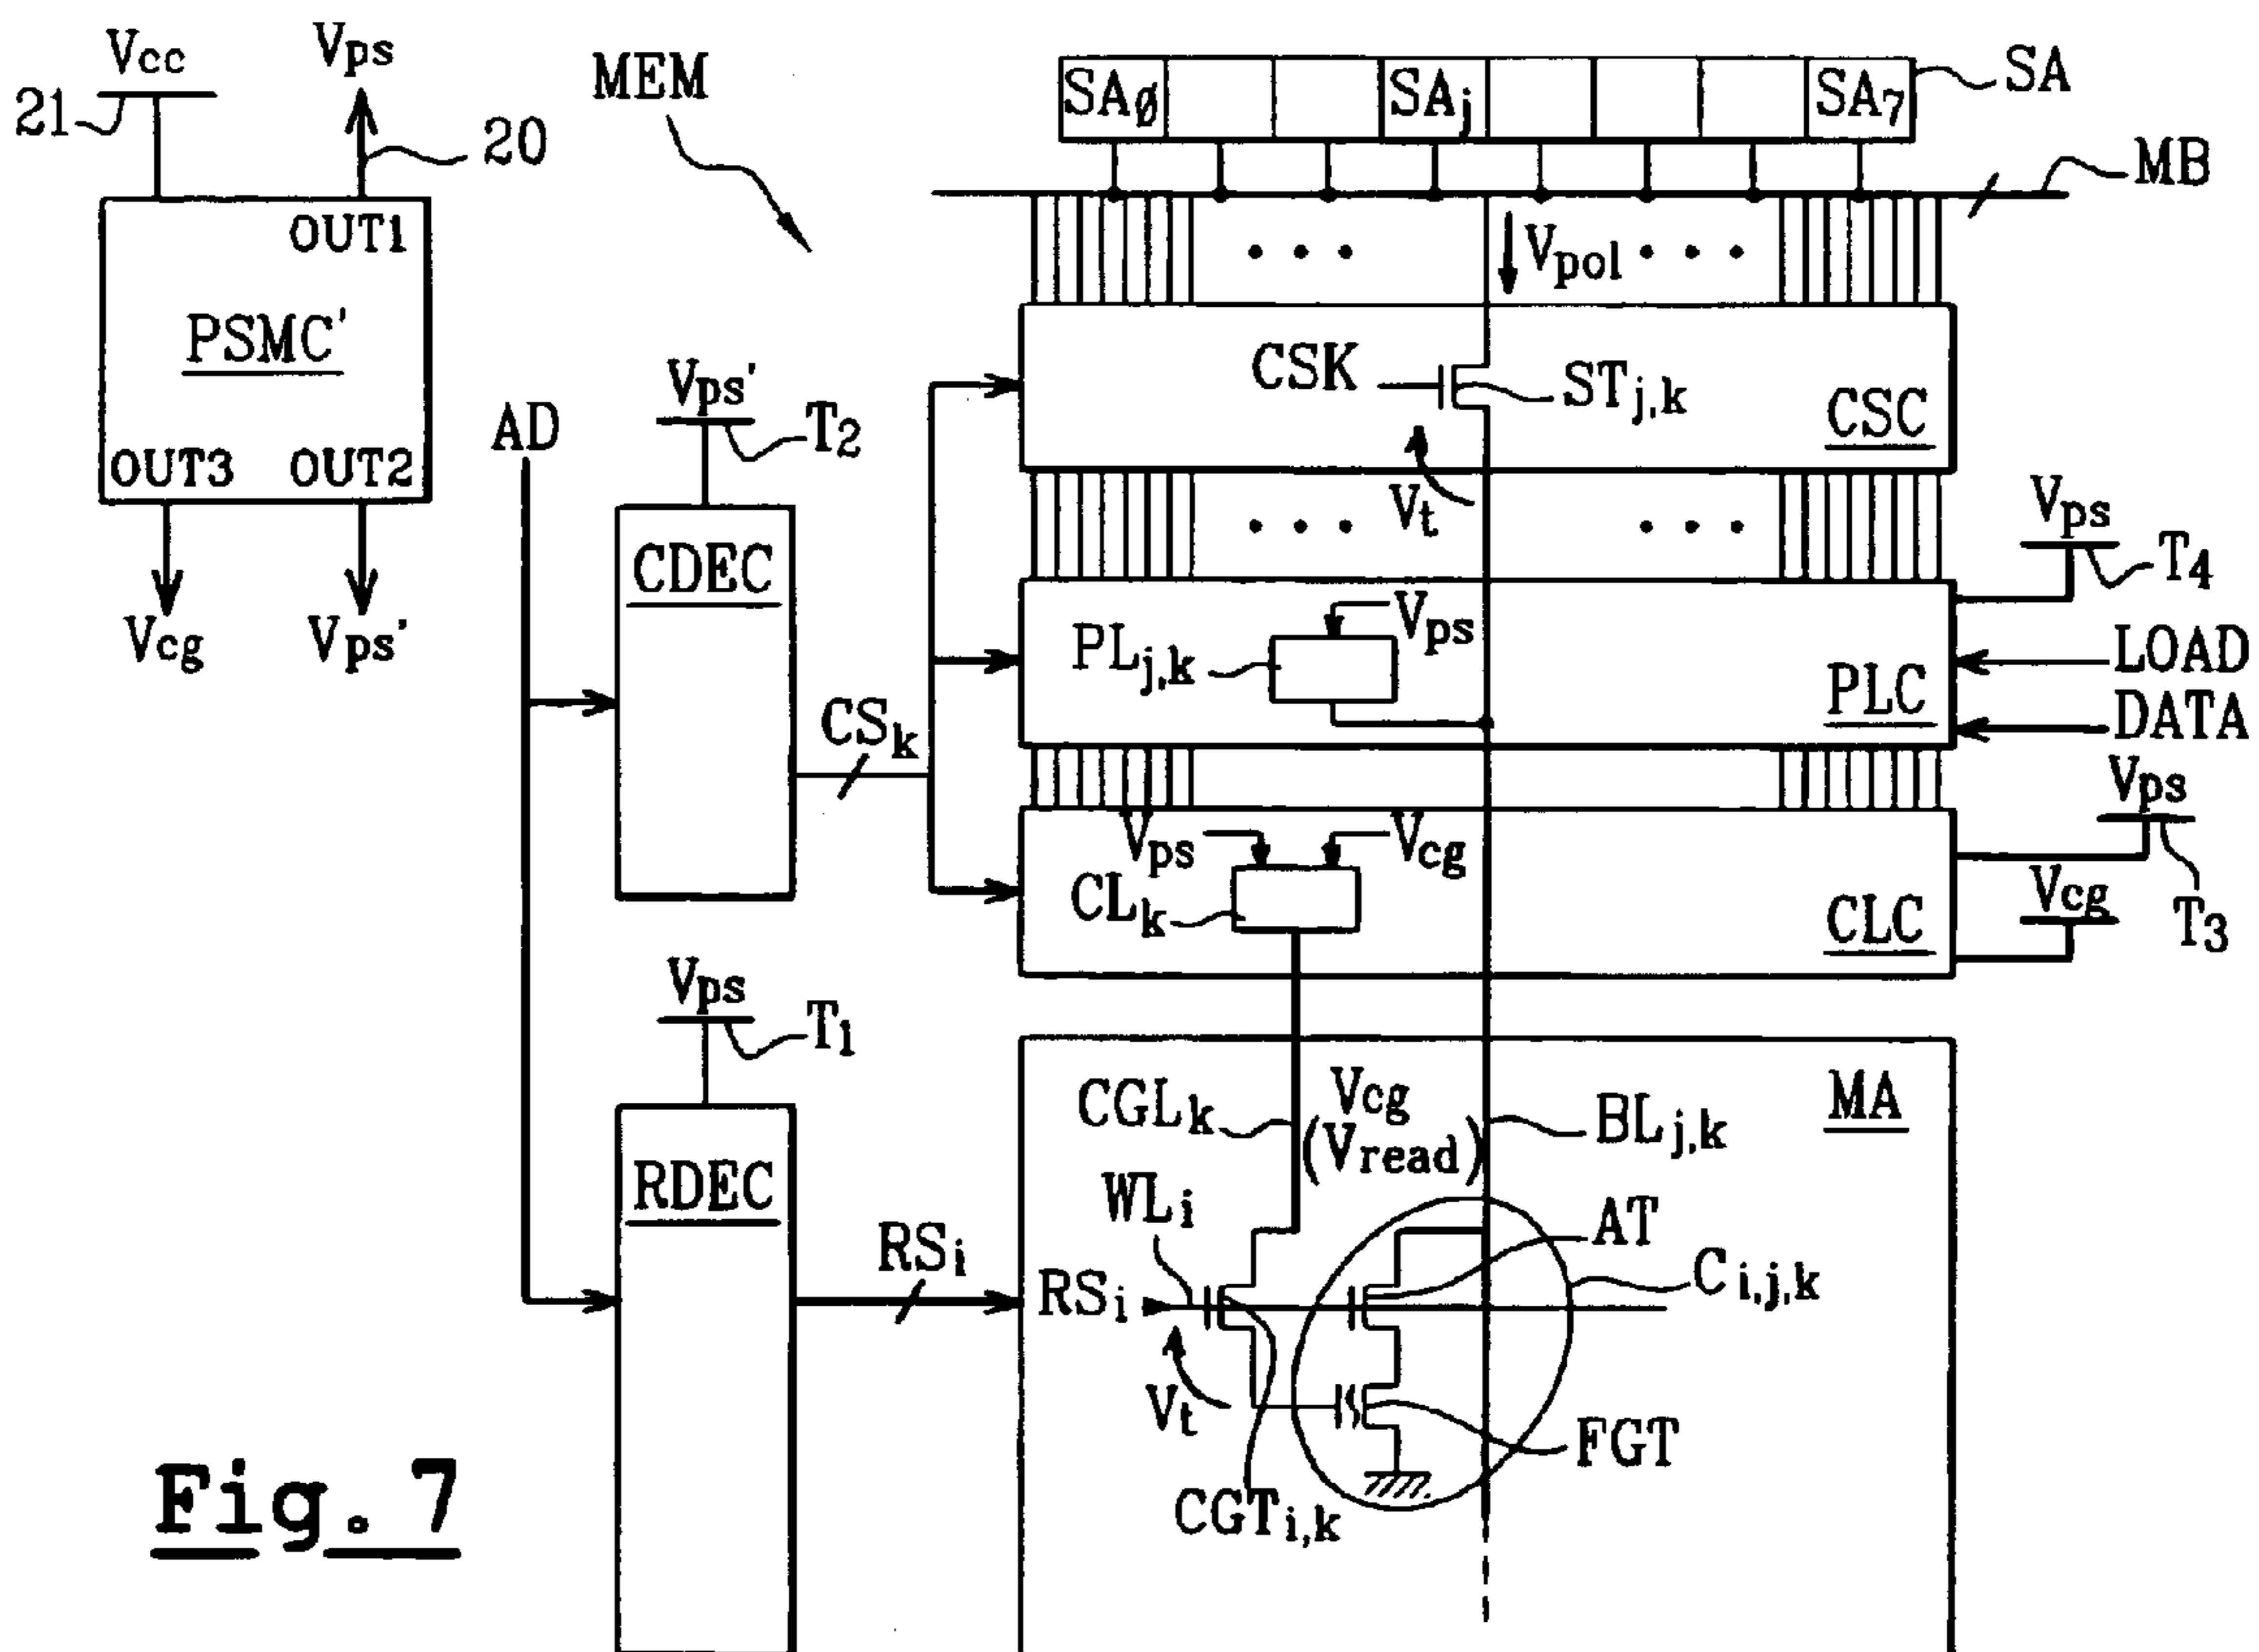 Vcc
Vps
MEM
SAø
SAj
SA7
SA
21
20
MB
OUT1
Vpol
PSMC'
Vps'
CSK
STj,k
AD
T2
CSC
OUT3
OUT2
Vt
Vps
CDEC
T4
Vcg
Vps'
PLj,k
Vps
LOAD
PLC
CSk
DATA
Vps
Vps
Vcg
CLk
CLC
Vcg
T3
Vps
T1
CGLk
Vcg
(Vread)
BLj,k
MA
RDEC
WLi
AT
RSi
RSi
Ci,j,k
Vt
FGT
CGTi,k
Fig. 7